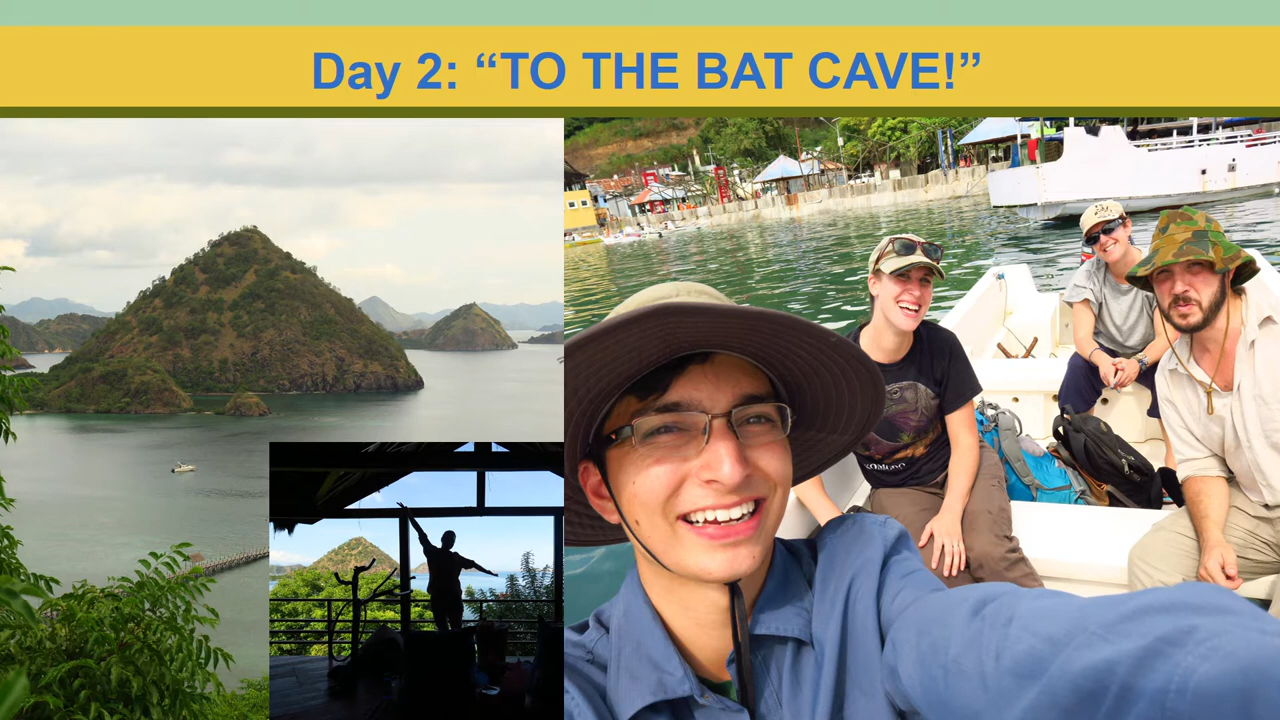 Day 2: “TO THE BAT CAVE!”
KOMODO